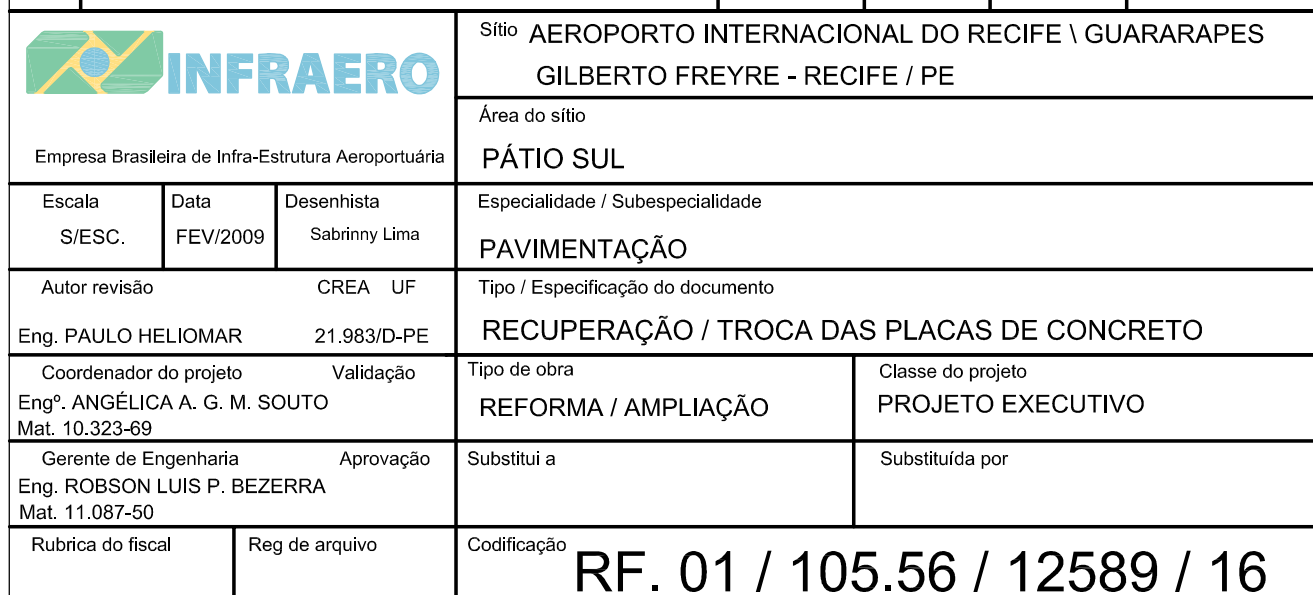 INFRAERO
Empresa Brasileira de Infra-Estrutura Aeroportuária
Sítio AEROPORTO INTERNACIONAL DO RECIFE \ GUARARAPES
GILBERTO FREYRE - RECIFE / PE
Área do sítio
PÁTIO SUL
Escala Data Desenhista
S/ESC. FEV/2009 Sabrinny Lima
Especialidade / Subespecialidade
PAVIMENTAÇÃO
Autor revisão CREA UF
Eng. PAULO HELIOMAR 21.983/D-PE
Tipo / Especificação do documento
RECUPERAÇÃO / TROCA DAS PLACAS DE CONCRETO
Coordenador do projeto Validação
Engº. ANGÉLICA A. G. M. SOUTO
Mat. 10.323-69
Tipo de obra
REFORMA / AMPLIAÇÃO
Classe do projeto
PROJETO EXECUTIVO
Gerente de Engenharia Aprovação
Eng. ROBSON LUIS P. BEZERRA
Mat. 11.087-50
Substitui a
Substituída por
Rubrica do fiscal
Reg de arquivo
Codificação RF. 01 / 105.56 / 12589 / 16